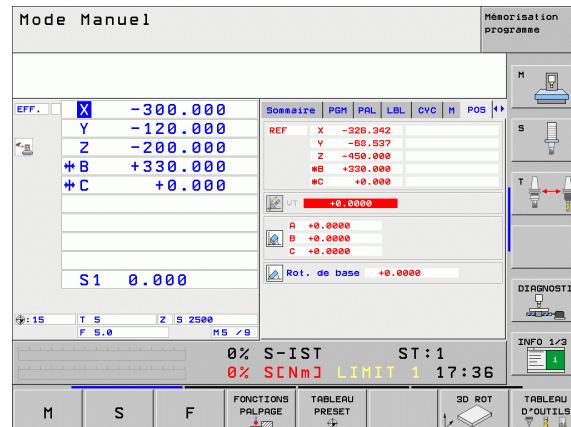 Mode Manuel
Mémorisation
programme
EFF. X -300.000
Y -120.000
Z -200.000
B +330.000
C +0.000
S1 0.000
:15 T 5 Z S 2500
F 5.0 M5 /9
Sommaire PGM PAL LBL CYC M POS
REF X -326.342
Y -68.537
Z -450.000
*B +330.000
*C +0.000
VT +0.0000
A +0.0000
B +0.0000
C +0.0000
Rot. de base +0.0000
0% S-IST ST:1
0% S[Nm] LIMIT 1 17:36
M
S
T
DIAGNOSTI
INFO 1/3
M
S
F
FONCTIONS
PALPAGE
TABLEAU
PRESET
3D ROT
TABLEAU
D'OUTILS